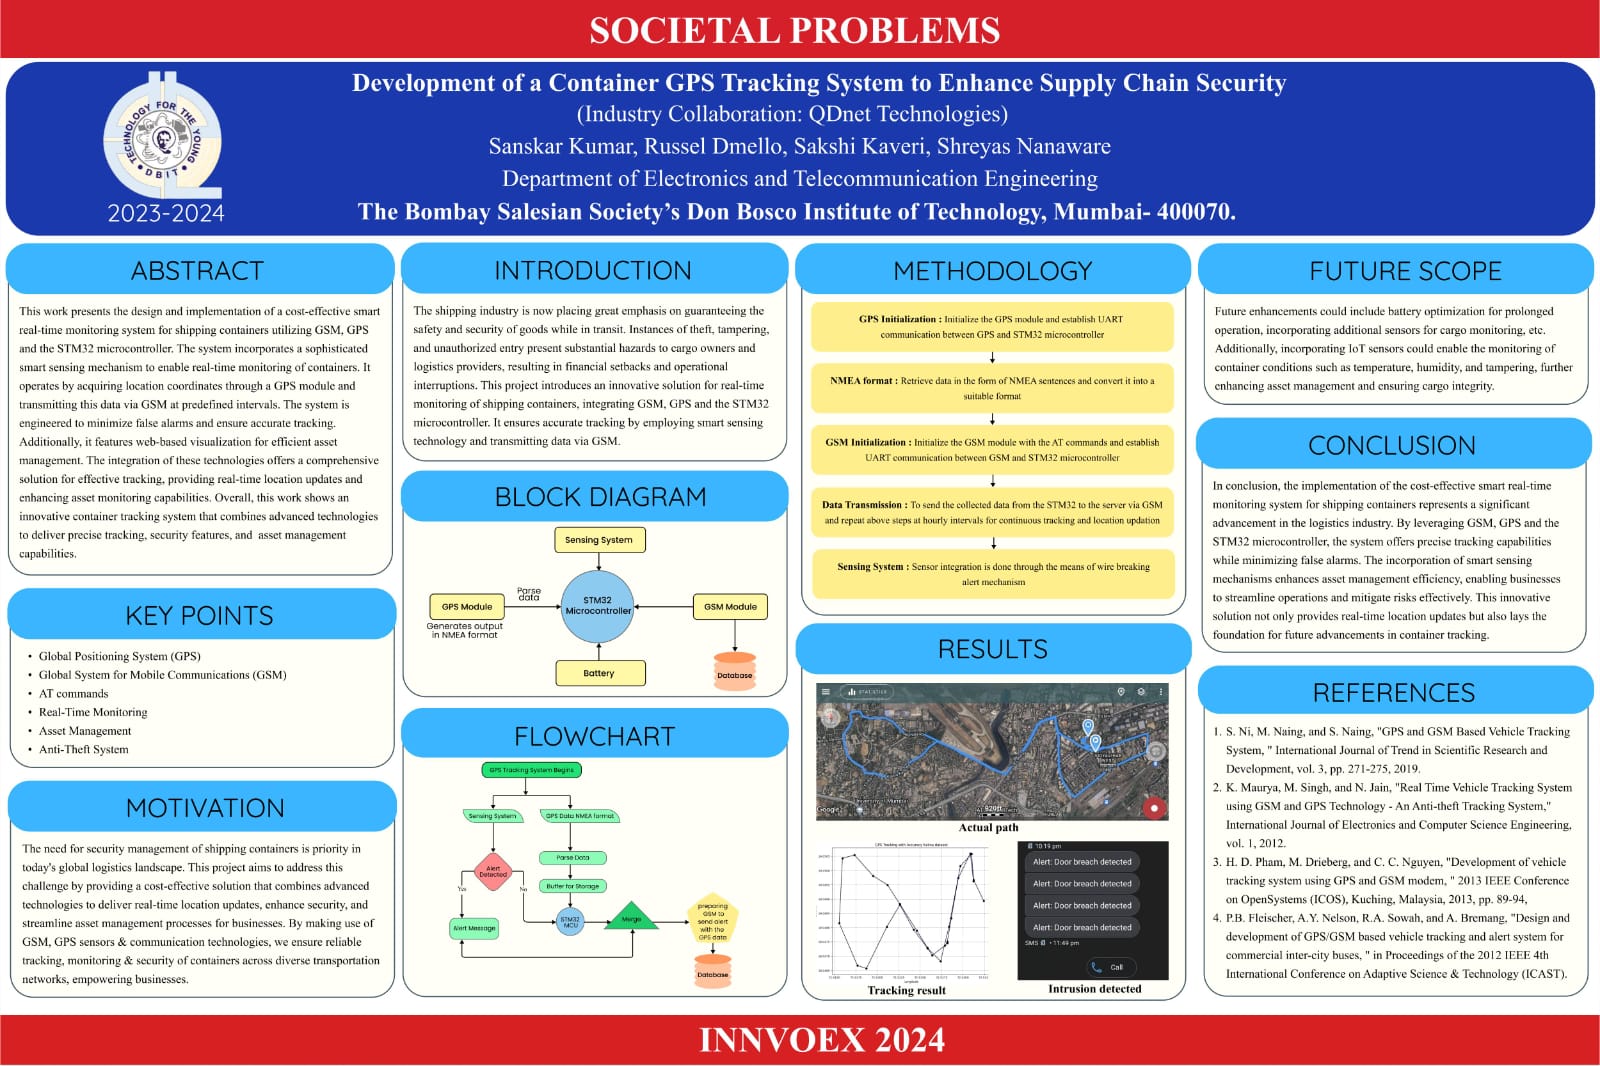 SOCIETAL PROBLEMS
TECHNOLOGY FOR THE YOUNG
DBIT
2023-2024
Development of a Container GPS Tracking System to Enhance Supply Chain Security
(Industry Collaboration: QDnet Technologies)
Sanskar Kumar, Russel Dmello, Sakshi Kaveri, Shreyas Nanaware
Department of Electronics and Telecommunication Engineering
The Bombay Salesian Society’s Don Bosco Institute of Technology, Mumbai- 400070.
ABSTRACT
This work presents the design and implementation of a cost-effective smart
real-time monitoring system for shipping containers utilizing GSM, GPS
and the STM32 microcontroller. The system incorporates a sophisticated
smart sensing mechanism to enable real-time monitoring of containers. It
operates by acquiring location coordinates through a GPS module and
transmitting this data via GSM at predefined intervals. The system is
engineered to minimize false alarms and ensure accurate tracking.
Additionally, it features web-based visualization for efficient asset
management. The integration of these technologies offers a comprehensive
solution for effective tracking, providing real-time location updates and
enhancing asset monitoring capabilities. Overall, this work shows an
innovative container tracking system that combines advanced technologies
to deliver precise tracking, security features, and asset management
capabilities.
KEY POINTS
• Global Positioning System (GPS)
• Global System for Mobile Communications (GSM)
• AT commands
• Real-Time Monitoring
• Asset Management
• Anti-Theft System
MOTIVATION
The need for security management of shipping containers is priority in
today's global logistics landscape. This project aims to address this
challenge by providing a cost-effective solution that combines advanced
technologies to deliver real-time location updates, enhance security, and
streamline asset management processes for businesses. By making use of
GSM, GPS sensors & communication technologies, we ensure reliable
tracking, monitoring & security of containers across diverse transportation
networks, empowering businesses.
INTRODUCTION
The shipping industry is now placing great emphasis on guaranteeing the
safety and security of goods while in transit. Instances of theft, tampering,
and unauthorized entry present substantial hazards to cargo owners and
logistics providers, resulting in financial setbacks and operational
interruptions. This project introduces an innovative solution for real-time
monitoring of shipping containers, integrating GSM, GPS and the STM32
microcontroller. It ensures accurate tracking by employing smart sensing
technology and transmitting data via GSM.
BLOCK DIAGRAM
Sensing System
GPS Module
Parse
data
STM32
Microcontroller
GSM Module
Generates output
in NMEA format
Battery
Database
FLOWCHART
GPS Tracking System Begins
Sensing System
GPS Data NMEA format
Parse Data
Alert
Detected
Yes
No
Buffer for Storage
Alert Message
STM32
MCU
Merge
preparing
GSM to
send alert
with the
GPS data
Database
METHODOLOGY
GPS Initialization : Initialize the GPS module and establish UART
communication between GPS and STM32 microcontroller
NMEA format : Retrieve data in the form of NMEA sentences and convert it into a
suitable format
GSM Initialization : Initialize the GSM module with the AT commands and establish
UART communication between GSM and STM32 microcontroller
Data Transmission : To send the collected data from the STM32 to the server via GSM
and repeat above steps at hourly intervals for continuous tracking and location updation
Sensing System : Sensor integration is done through the means of wire breaking
alert mechanism
RESULTS
STATISTICS
University of Mumbai
Google
920ft
Actual path
Tracking result
10:19 pm
Alert: Door breach detected
Alert: Door breach detected
Alert: Door breach detected
Alert: Door breach detected
SMS • 11:49 pm
Call
Intrusion detected
FUTURE SCOPE
Future enhancements could include battery optimization for prolonged
operation, incorporating additional sensors for cargo monitoring, etc.
Additionally, incorporating IoT sensors could enable the monitoring of
container conditions such as temperature, humidity, and tampering, further
enhancing asset management and ensuring cargo integrity.
CONCLUSION
In conclusion, the implementation of the cost-effective smart real-time
monitoring system for shipping containers represents a significant
advancement in the logistics industry. By leveraging GSM, GPS and the
STM32 microcontroller, the system offers precise tracking capabilities
while minimizing false alarms. The incorporation of smart sensing
mechanisms enhances asset management efficiency, enabling businesses
to streamline operations and mitigate risks effectively. This innovative
solution not only provides real-time location updates but also lays the
foundation for future advancements in container tracking.
REFERENCES
1. S. Ni, M. Naing, and S. Naing, "GPS and GSM Based Vehicle Tracking
System, " International Journal of Trend in Scientific Research and
Development, vol. 3, pp. 271-275, 2019.
2. K. Maurya, M. Singh, and N. Jain, "Real Time Vehicle Tracking System
using GSM and GPS Technology - An Anti-theft Tracking System,"
International Journal of Electronics and Computer Science Engineering,
vol. 1, 2012.
3. H. D. Pham, M. Drieberg, and C. C. Nguyen, "Development of vehicle
tracking system using GPS and GSM modem, " 2013 IEEE Conference
on OpenSystems (ICOS), Kuching, Malaysia, 2013, pp. 89-94,
4. P.B. Fleischer, A.Y. Nelson, R.A. Sowah, and A. Bremang, "Design and
development of GPS/GSM based vehicle tracking and alert system for
commercial inter-city buses, " in Proceedings of the 2012 IEEE 4th
International Conference on Adaptive Science & Technology (ICAST).
INNVOEX 2024